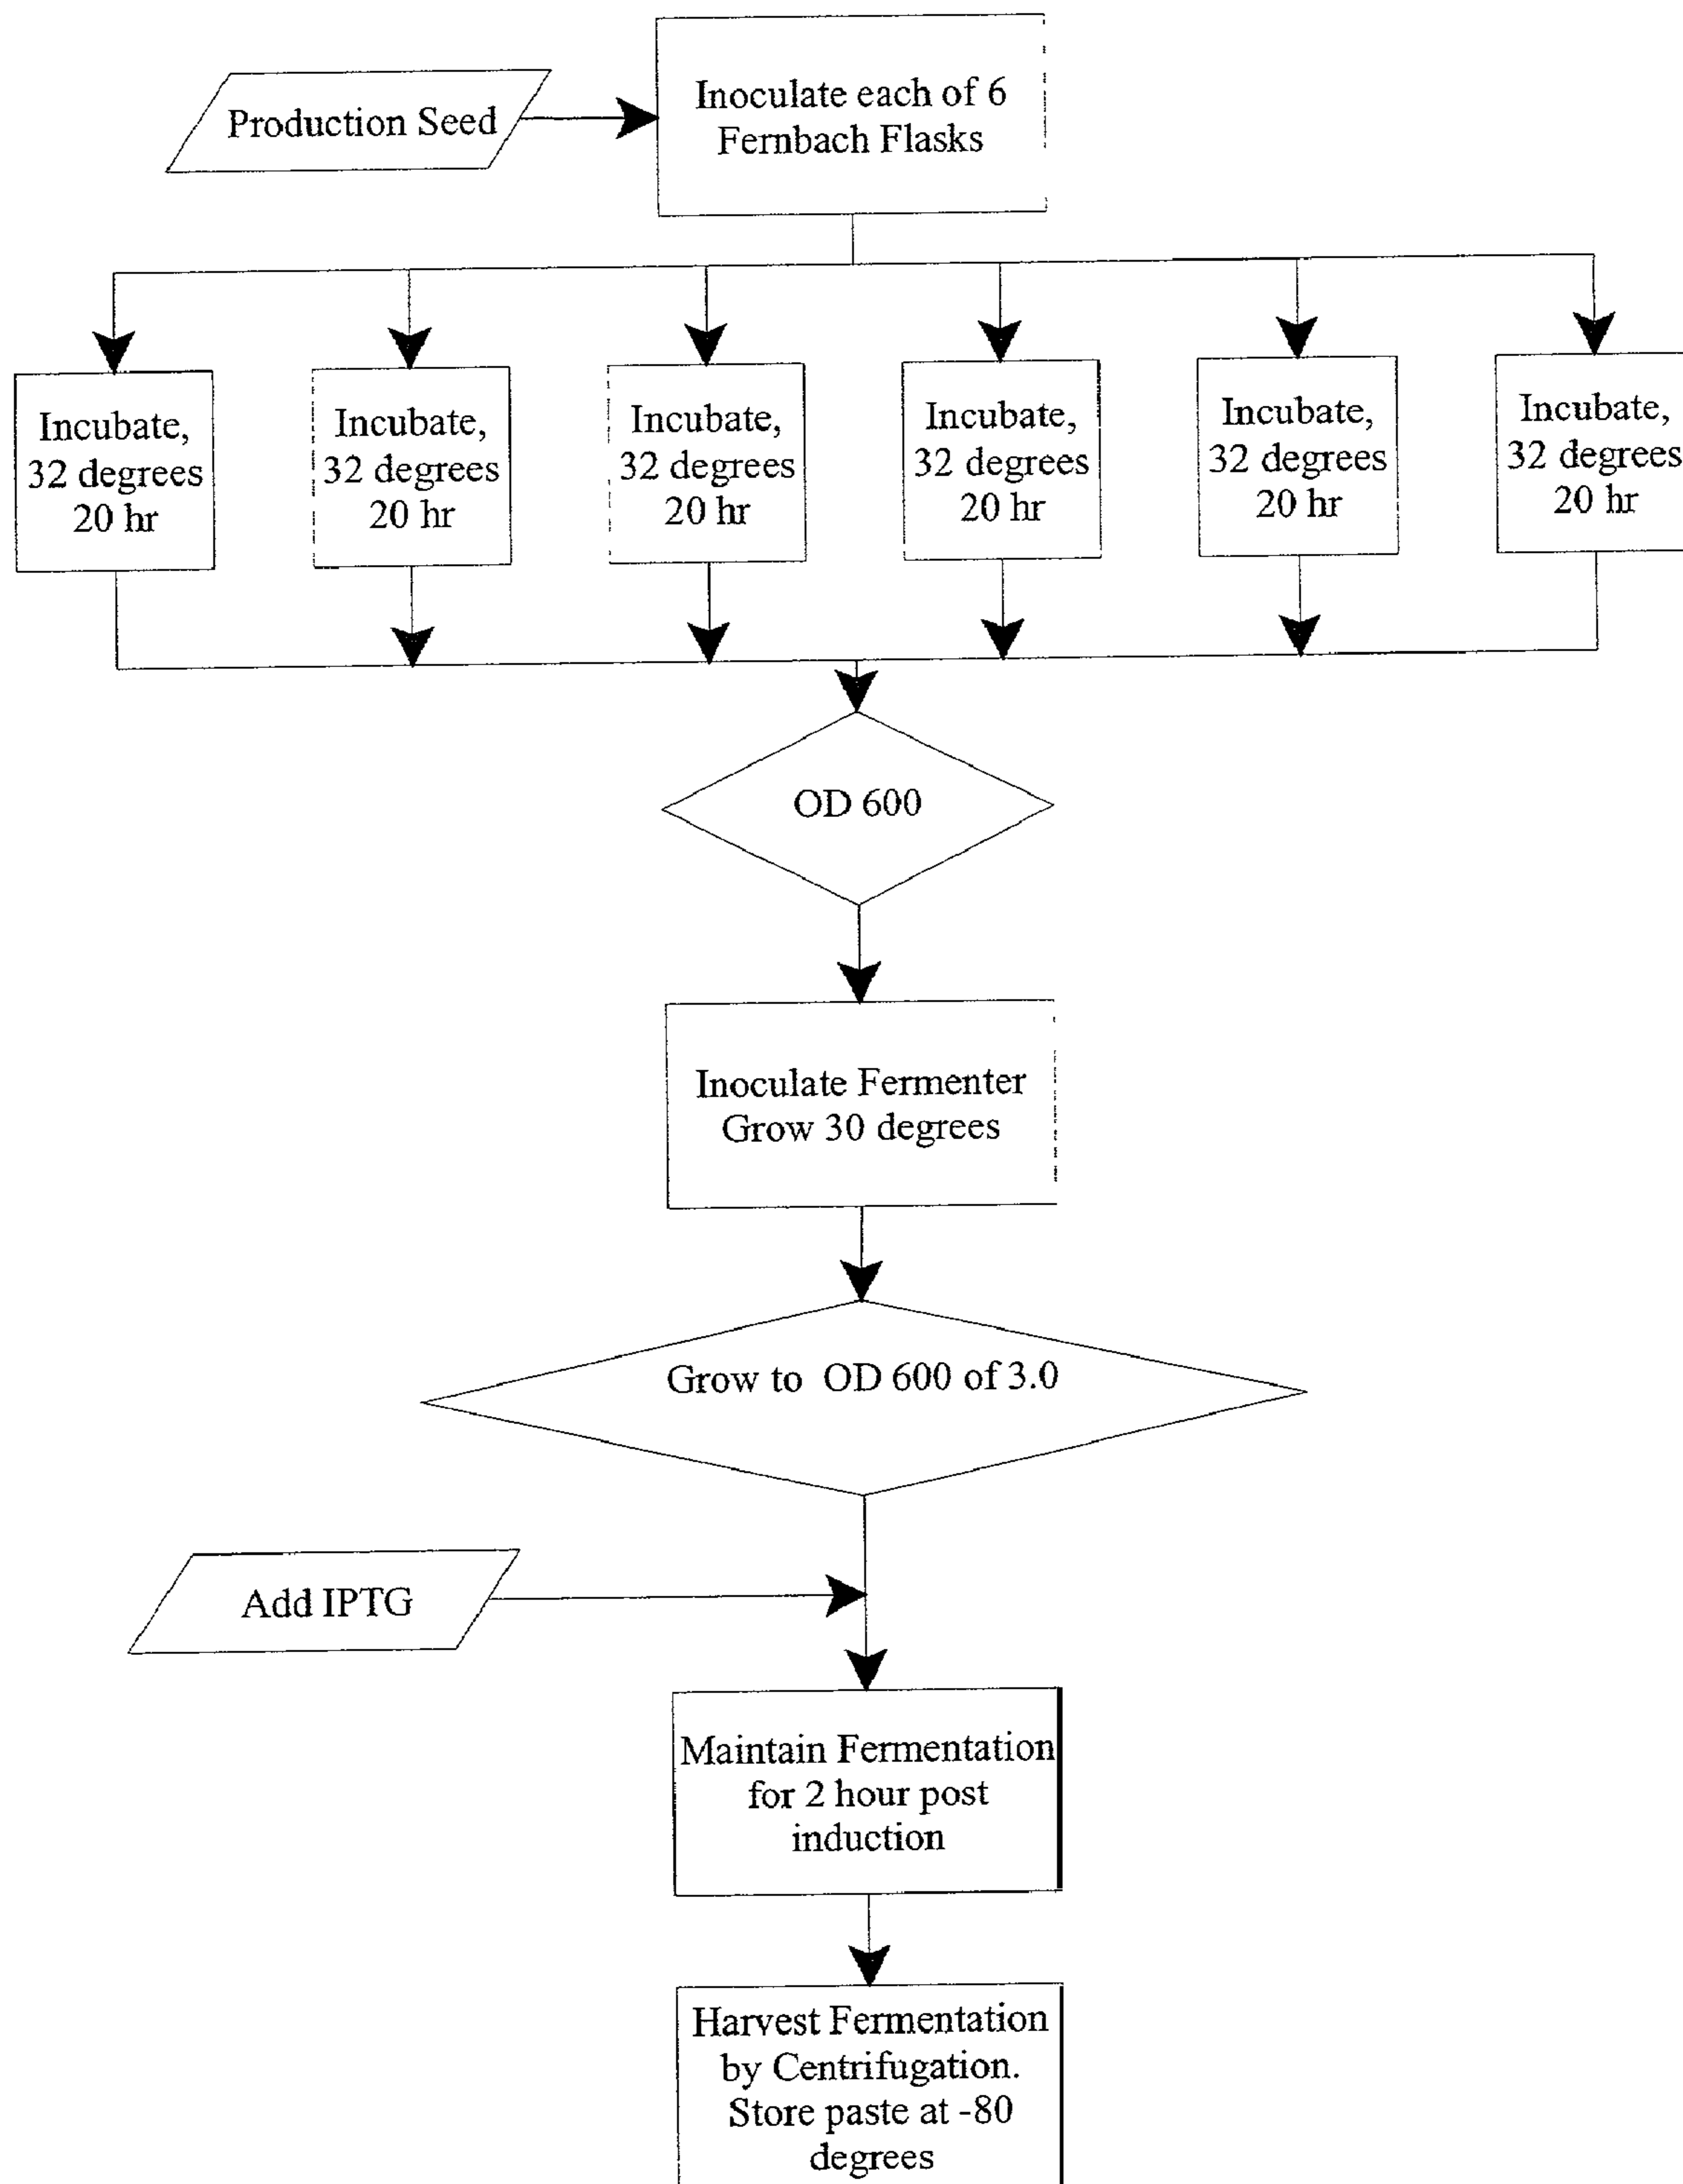 Production Seed
Inoculate each of 6
Fernbach Flasks
Incubate,
32 degrees
20 hr
Incubate,
32 degrees
20 hr
Incubate,
32 degrees
20 hr
Incubate,
32 degrees
20 hr
Incubate,
32 degrees
20 hr
Incubate,
32 degrees
20 hr
OD 600
Inoculate Fermenter
Grow 30 degrees
Grow to OD 600 of 3.0
Add IPTG
Maintain Fermentation
for 2 hour post
induction
Harvest Fermentation
by Centrifugation.
Store paste at -80
degrees